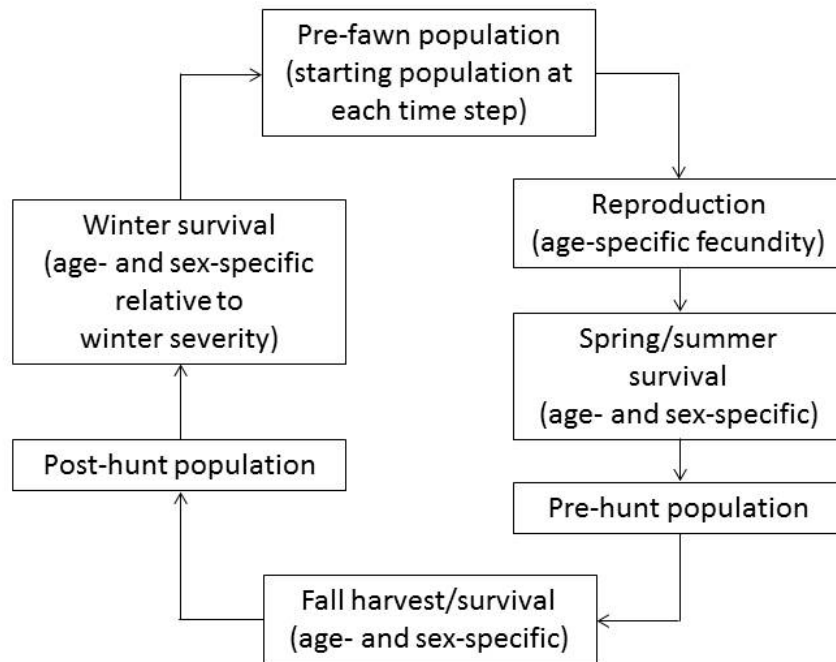 Pre-fawn population
(starting population at
each time step)
Reproduction
(age-specific fecundity)
Spring/summer
survival
(age- and sex-specific)
Pre-hunt population
Fall harvest/survival
(age- and sex-specific)
Post-hunt population
Winter survival
(age- and sex-specific
relative to
winter severity)